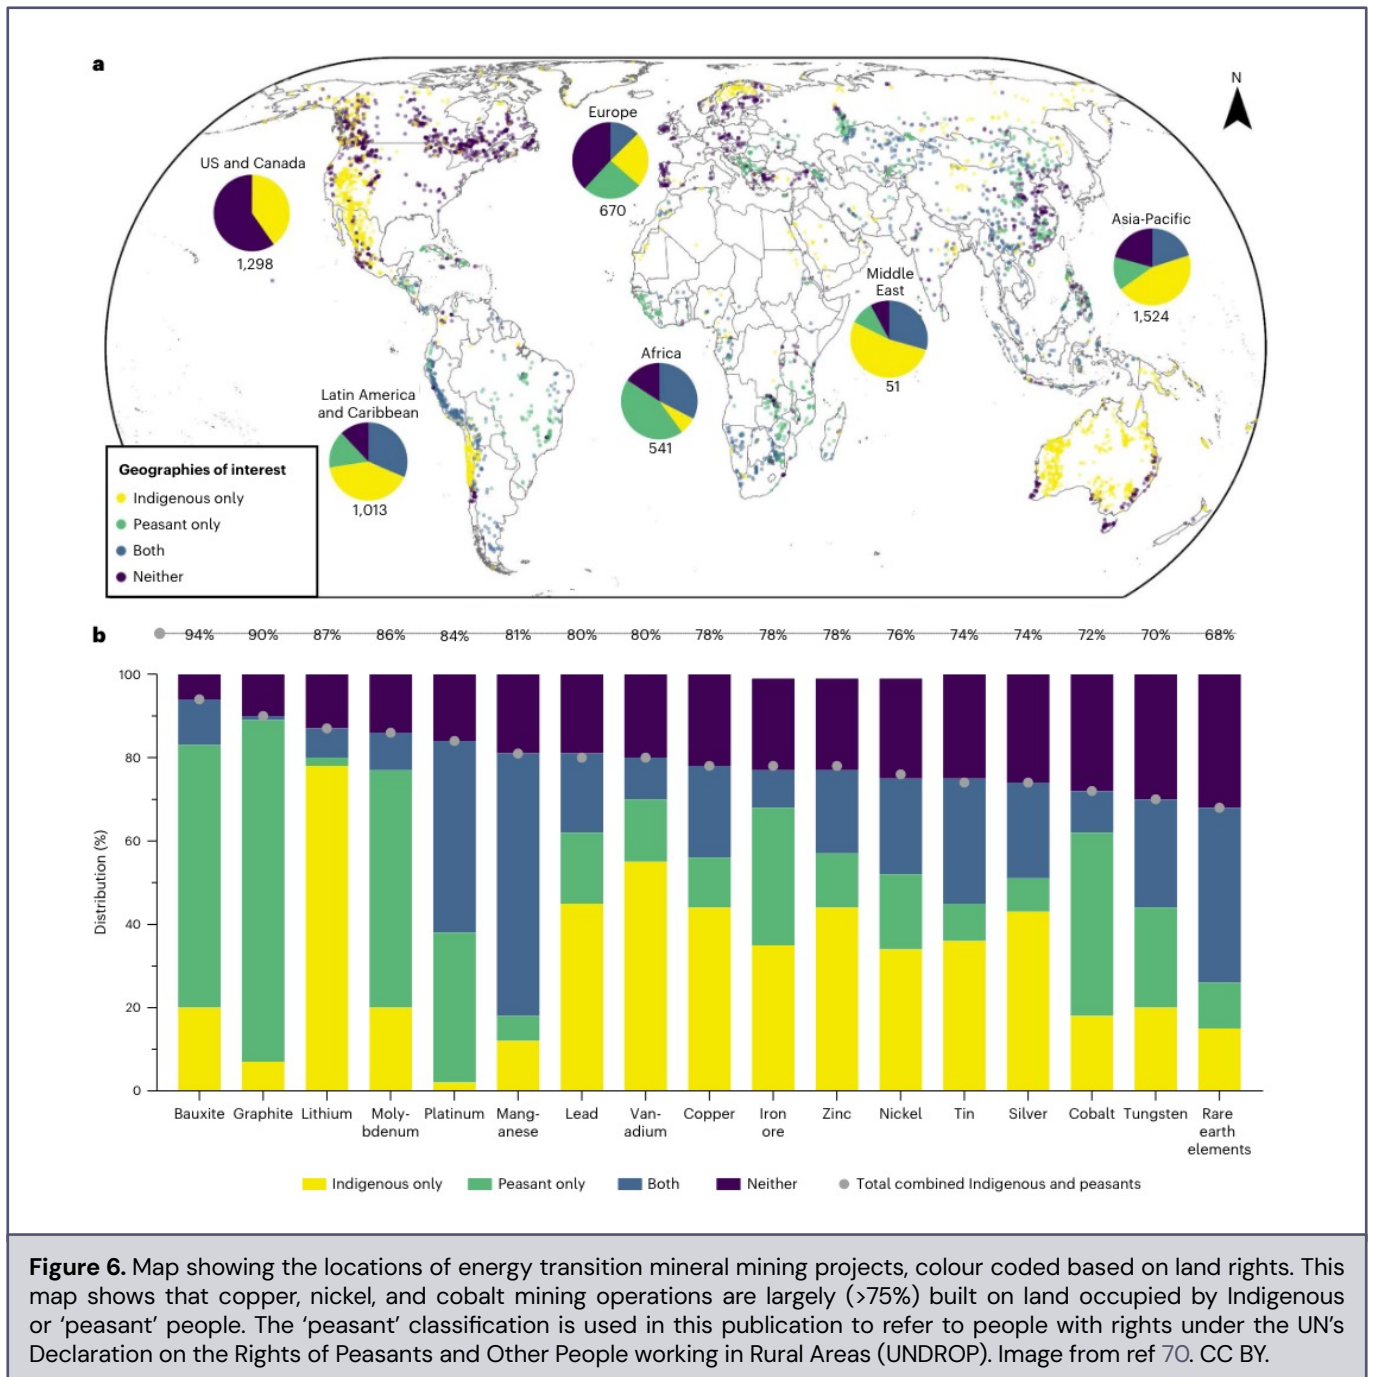 a
N
Europe
670
US and Canada
1,298
Asia-Pacific
1,524
Middle
East
51
Africa
541
Latin America
and Caribbean
1,013
Geographies of interest
Indigenous only
Peasant only
Both
Neither
b
94% 90% 87% 86% 84% 81% 80% 80% 78% 78% 78% 76% 74% 74% 72% 70% 68%
Distribution (%)
100
80
60
40
20
0
Bauxite Graphite Lithium Moly- Platinum Mang- Lead Van- Copper Iron Zinc Nickel Tin Silver Cobalt Tungsten Rare
bdenum anese adium ore earth
elements
Indigenous only Peasant only Both Neither Total combined Indigenous and peasants
Figure 6. Map showing the locations of energy transition mineral mining projects, colour coded based on land rights. This
map shows that copper, nickel, and cobalt mining operations are largely (>75%) built on land occupied by Indigenous
or ‘peasant’ people. The ‘peasant’ classification is used in this publication to refer to people with rights under the UN’s
Declaration on the Rights of Peasants and Other People working in Rural Areas (UNDROP). Image from ref 70. CC BY.